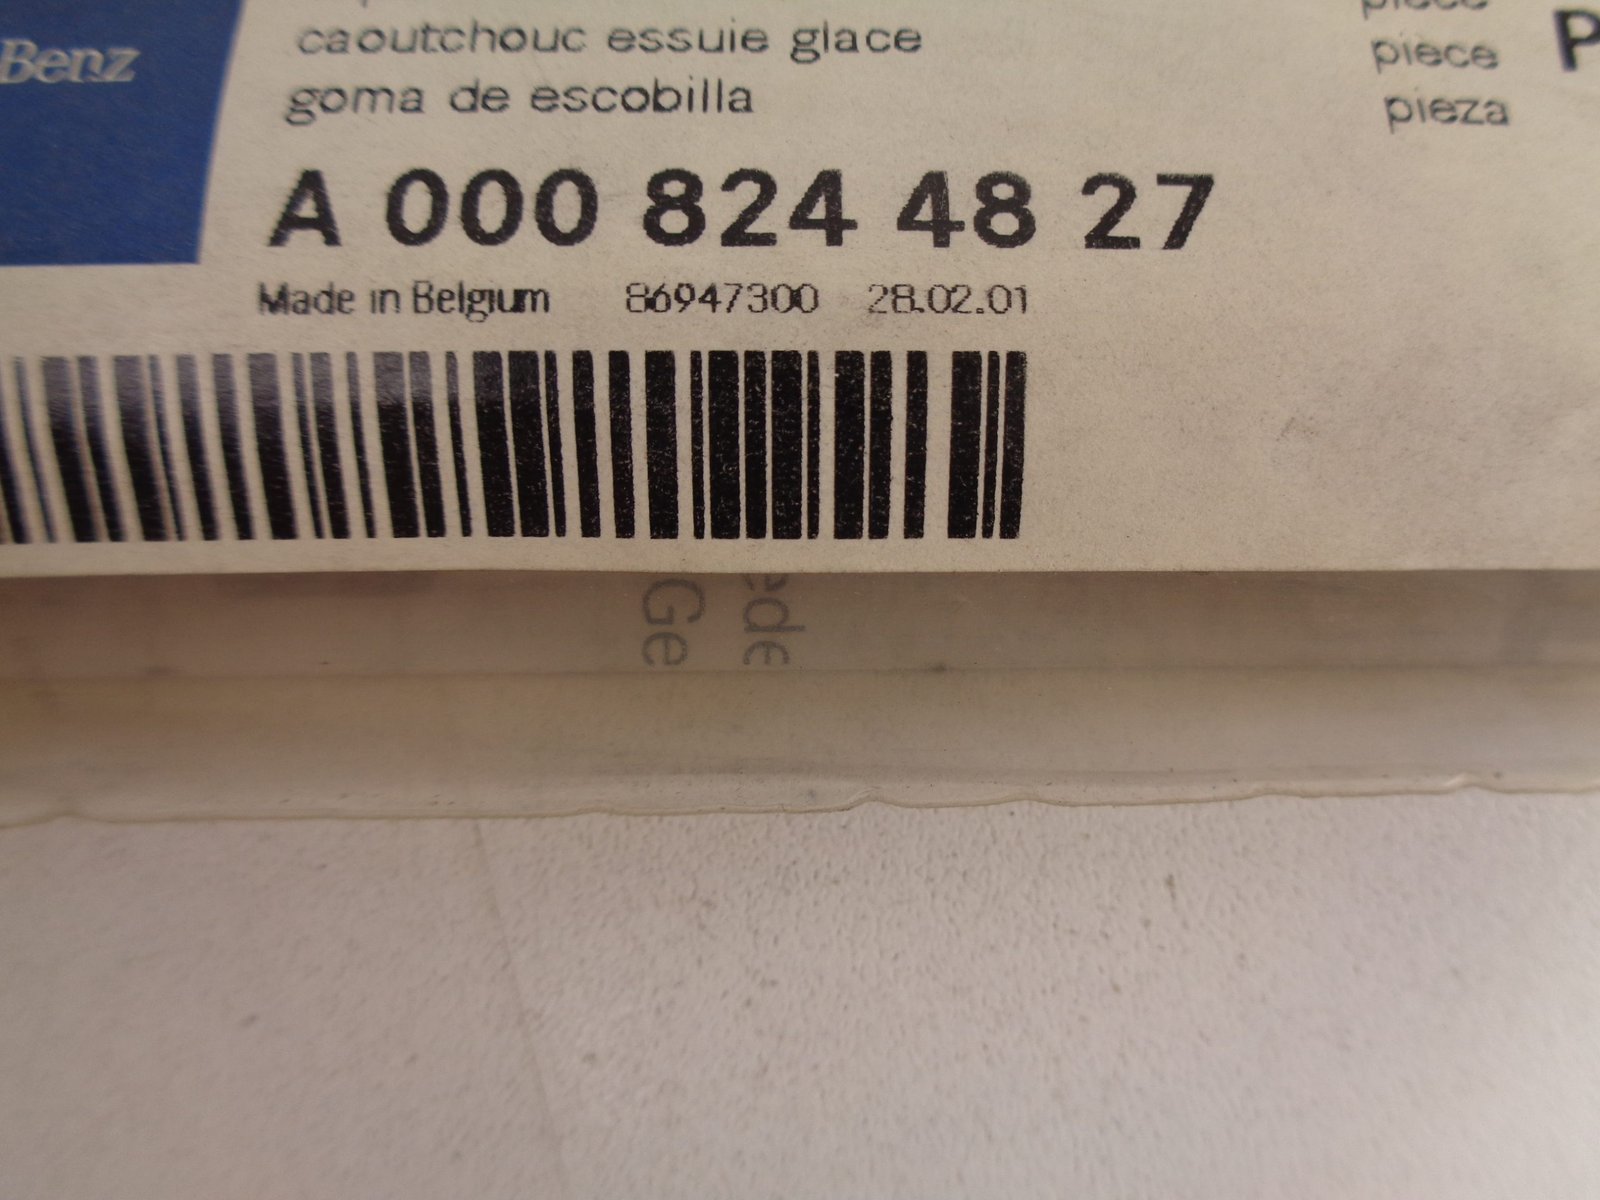 Benz
caoutchouc essuie glace
goma de escobilla
piece
piece
pieza
P
A 000 824 48 27
Made in Belgium 86947300 28.02.01
Ge